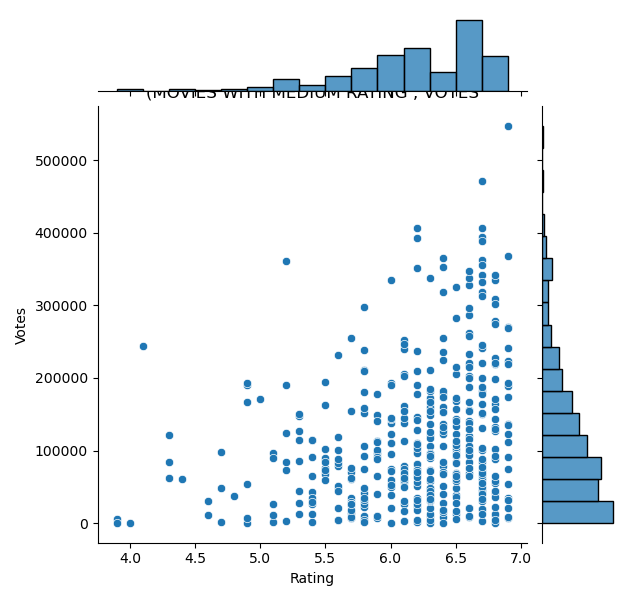 (MOVIES WITH MEDIUM RATING , VOTES
500000
400000
300000
200000
100000
0
Votes
4.0 4.5 5.0 5.5 6.0 6.5 7.0
Rating